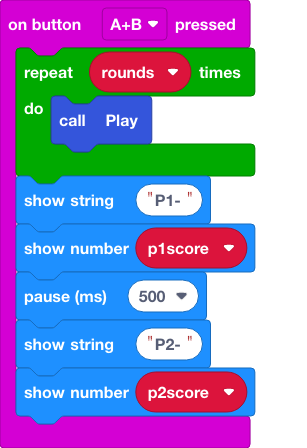 on button A+B pressed
repeat rounds times
do call Play
show string "P1- "
show number p1score
pause (ms) 500
show string "P2- "
show number p2score